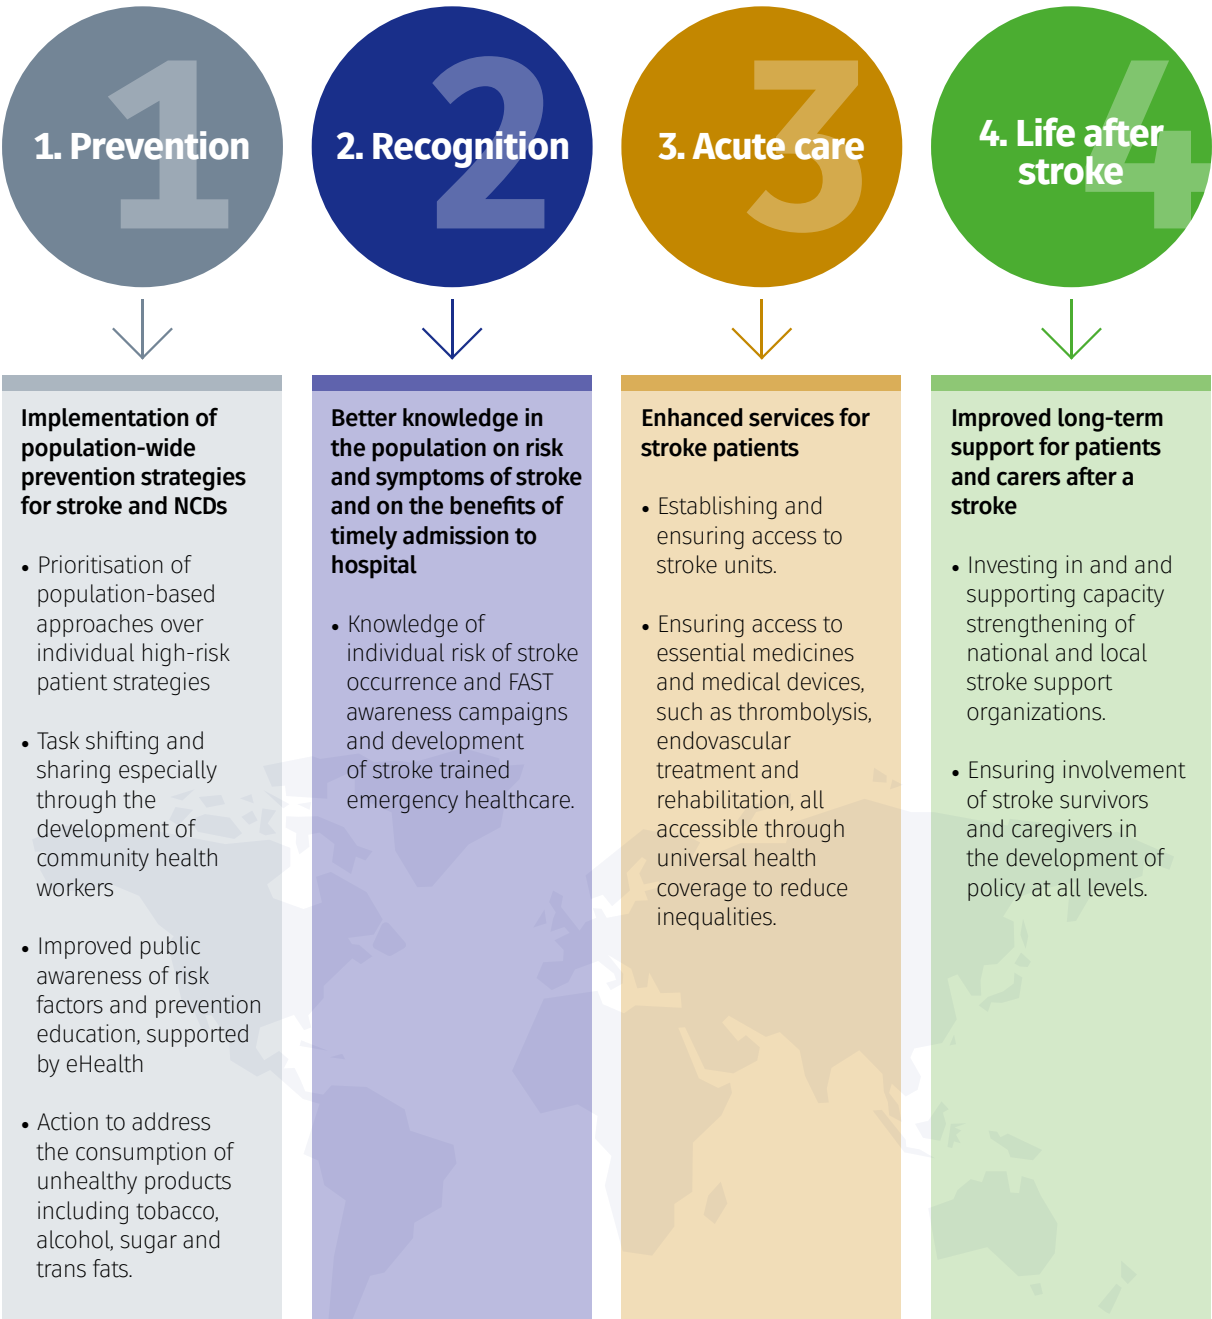 1
1. Prevention
Implementation of
population-wide
prevention strategies
for stroke and NCDs
• Prioritisation of
population-based
approaches over
individual high-risk
patient strategies
• Task shifting and
sharing especially
through the
development of
community health
workers
• Improved public
awareness of risk
factors and prevention
education, supported
by eHealth
• Action to address
the consumption of
unhealthy products
including tobacco,
alcohol, sugar and
trans fats.
2
2. Recognition
Better knowledge in
the population on risk
and symptoms of stroke
and on the benefits of
timely admission to
hospital
• Knowledge of
individual risk of stroke
occurrence and FAST
awareness campaigns
and development
of stroke trained
emergency healthcare.
3
3. Acute care
Enhanced services for
stroke patients
• Establishing and
ensuring access to
stroke units.
• Ensuring access to
essential medicines
and medical devices,
such as thrombolysis,
endovascular
treatment and
rehabilitation, all
accessible through
universal health
coverage to reduce
inequalities.
4
4. Life after
stroke
Improved long-term
support for patients
and carers after a
stroke
• Investing in and and
supporting capacity
strengthening of
national and local
stroke support
organizations.
• Ensuring involvement
of stroke survivors
and caregivers in
the development of
policy at all levels.